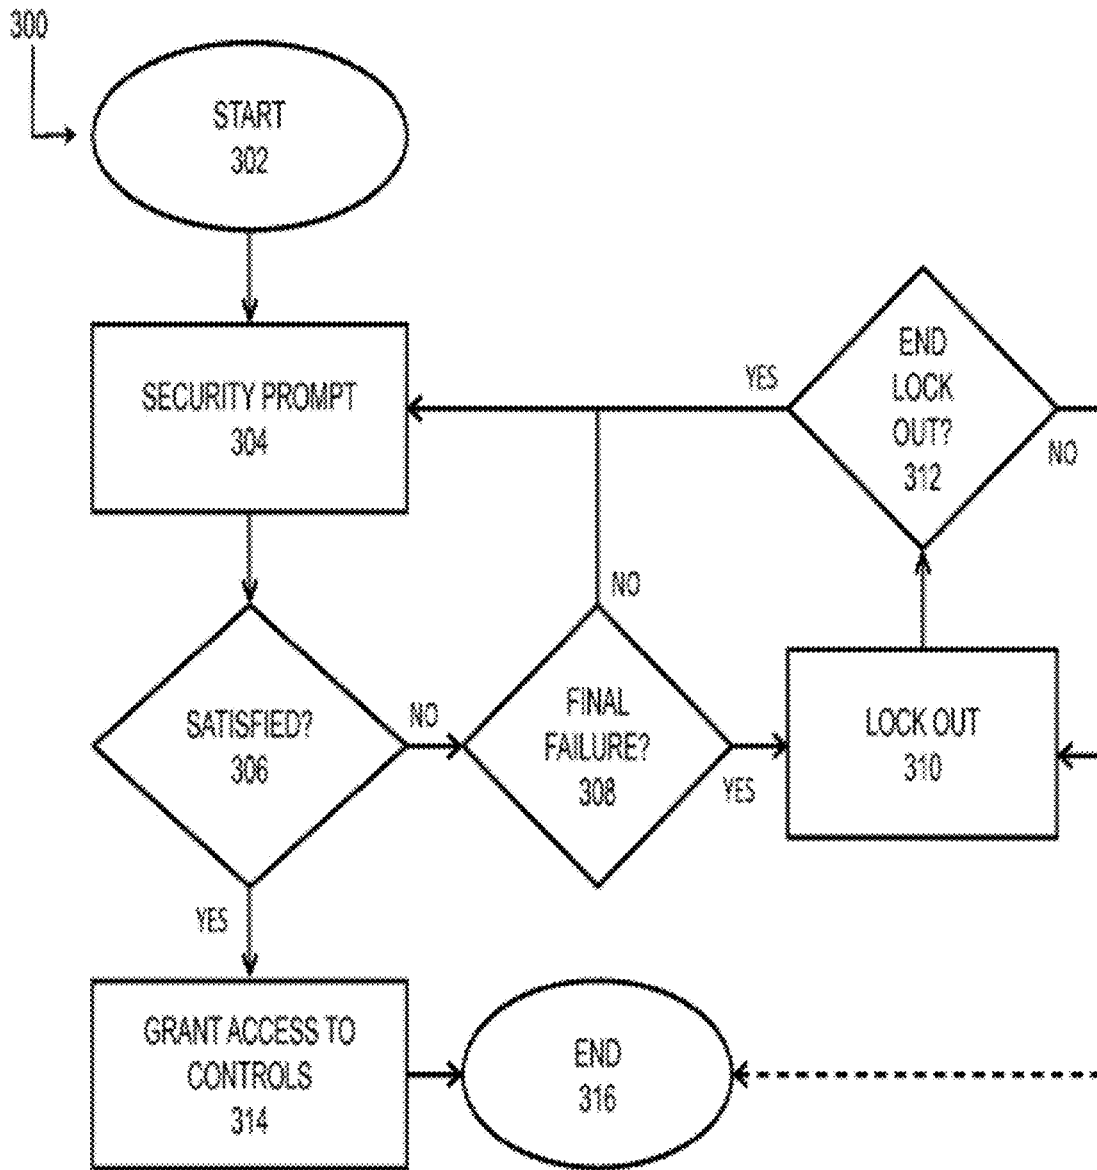 300
START
302
SECURITY PROMPT
304
YES
END
LOCK
OUT?
312
NO
NO
SATISFIED?
306
NO
FINAL
FAILURE?
308
YES
LOCK OUT
310
YES
GRANT ACCESS TO
CONTROLS
314
END
316